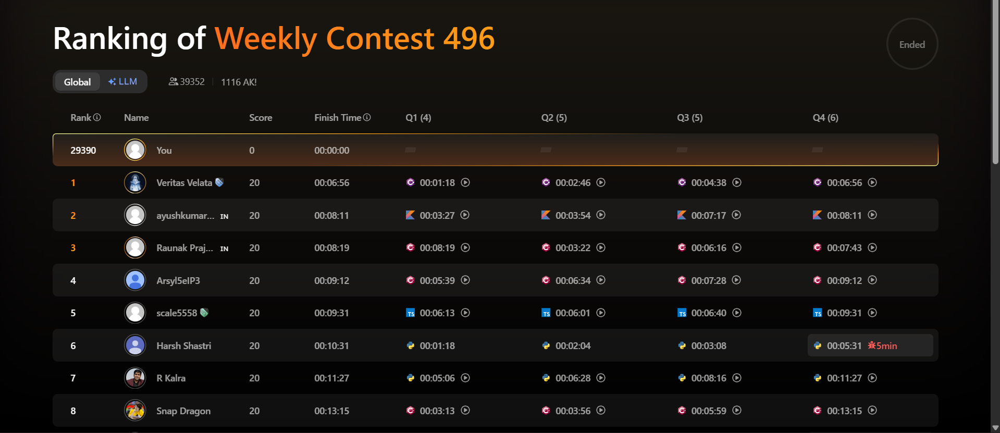 Ranking of Weekly Contest 496
Ended
Global LLM 39352 1116 AK!
Rank Name Score Finish Time Q1 (4) Q2 (5) Q3 (5) Q4 (6)
29390 You 0 00:00:00
1 Veritas Velata 20 00:06:56 00:01:18 00:02:46 00:04:38 00:06:56
2 ayushkumar... IN 20 00:08:11 00:03:27 00:03:54 00:07:17 00:08:11
3 Raunak Praj... IN 20 00:08:19 00:08:19 00:03:22 00:06:16 00:07:43
4 Arsyl5eIP3 20 00:09:12 00:05:39 00:06:34 00:07:28 00:09:12
5 scale5558 20 00:09:31 TS 00:06:13 TS 00:06:01 TS 00:06:40 TS 00:09:31
6 Harsh Shastri 20 00:10:31 00:01:18 00:02:04 00:03:08 00:05:31 5min
7 R Kalra 20 00:11:27 00:05:06 00:06:28 00:08:16 00:11:27
8 Snap Dragon 20 00:13:15 00:03:13 00:03:56 00:05:59 00:13:15